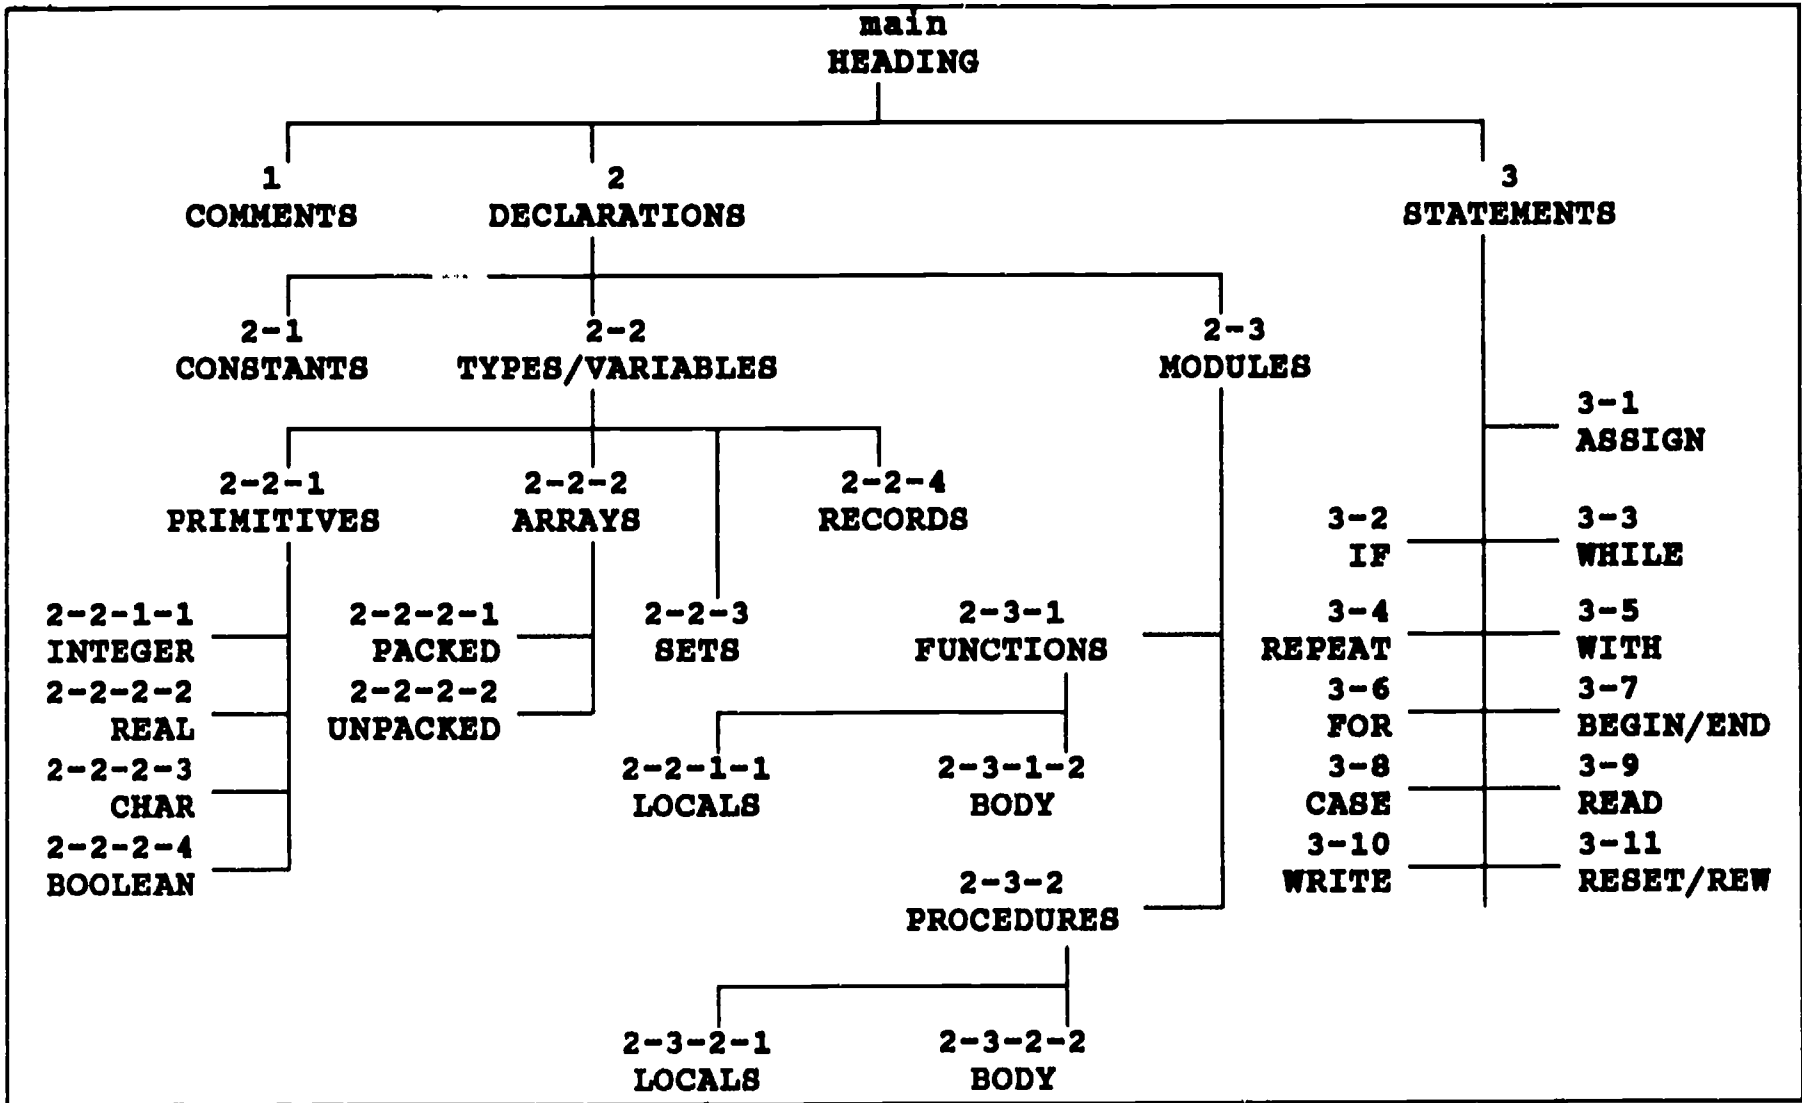 main
HEADING
1
COMMENTS
2
DECLARATIONS
3
STATEMENTS
2-1
CONSTANTS
2-2
TYPES/VARIABLES
2-3
MODULES
2-2-1
PRIMITIVES
2-2-2
ARRAYS
2-2-4
RECORDS
2-2-1-1
INTEGER
2-2-2-2
REAL
2-2-2-3
CHAR
2-2-2-4
BOOLEAN
2-2-2-1
PACKED
2-2-2-2
UNPACKED
2-2-3
SETS
2-3-1
FUNCTIONS
2-2-1-1
LOCALS
2-3-1-2
BODY
2-3-2
PROCEDURES
2-3-2-1
LOCALS
2-3-2-2
BODY
3-1
ASSIGN
3-2
IF
3-3
WHILE
3-4
REPEAT
3-5
WITH
3-6
FOR
3-7
BEGIN/END
3-8
CASE
3-9
READ
3-10
WRITE
3-11
RESET/REW